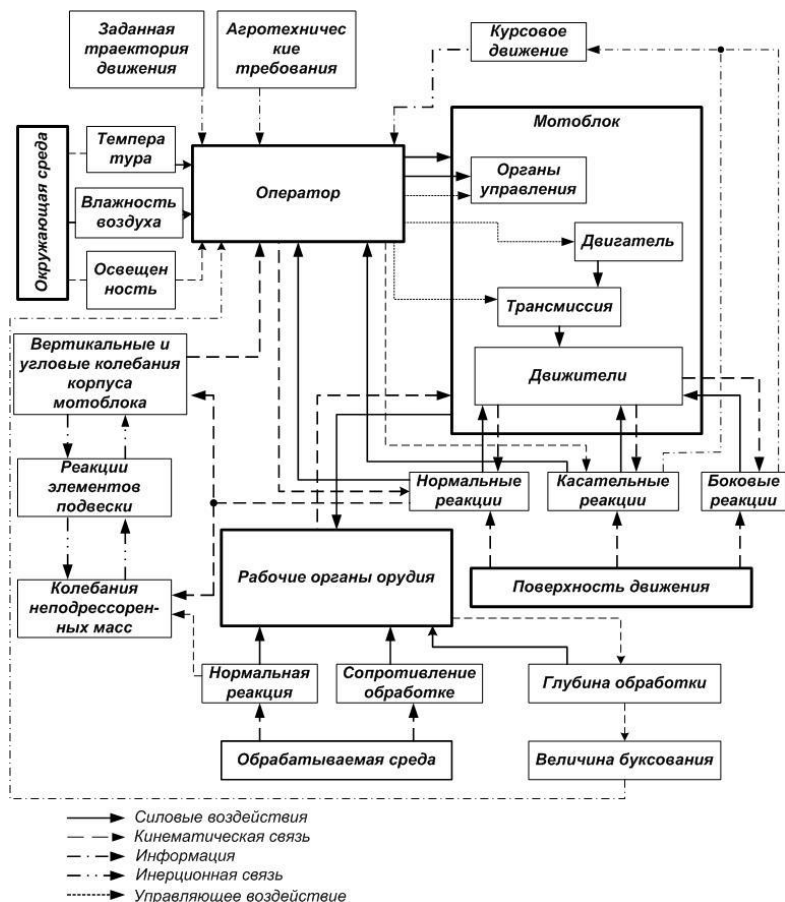 Заданная
траектория
движения
Агротехничес
кие
требования
Курсовое
движение
Мотоблок
Окружающая среда
Темпера
тура
Влажность
воздуха
Освещен
ность
Оператор
Органы
управления
Двигатель
Трансмиссия
Движители
Вертикальные и
угловые колебания
корпуса
мотоблока
Реакции
элементов
подвески
Колебания
неподрессорен-
ных масс
Нормальные
реакции
Касательные
реакции
Боковые
реакции
Рабочие органы орудия
Поверхность движения
Нормальная
реакция
Сопротивление
обработке
Глубина обработки
Обрабатываемая среда
Величина буксования
Силовые воздействия
Кинематическая связь
Информация
Инерционная связь
Управляющее воздействие